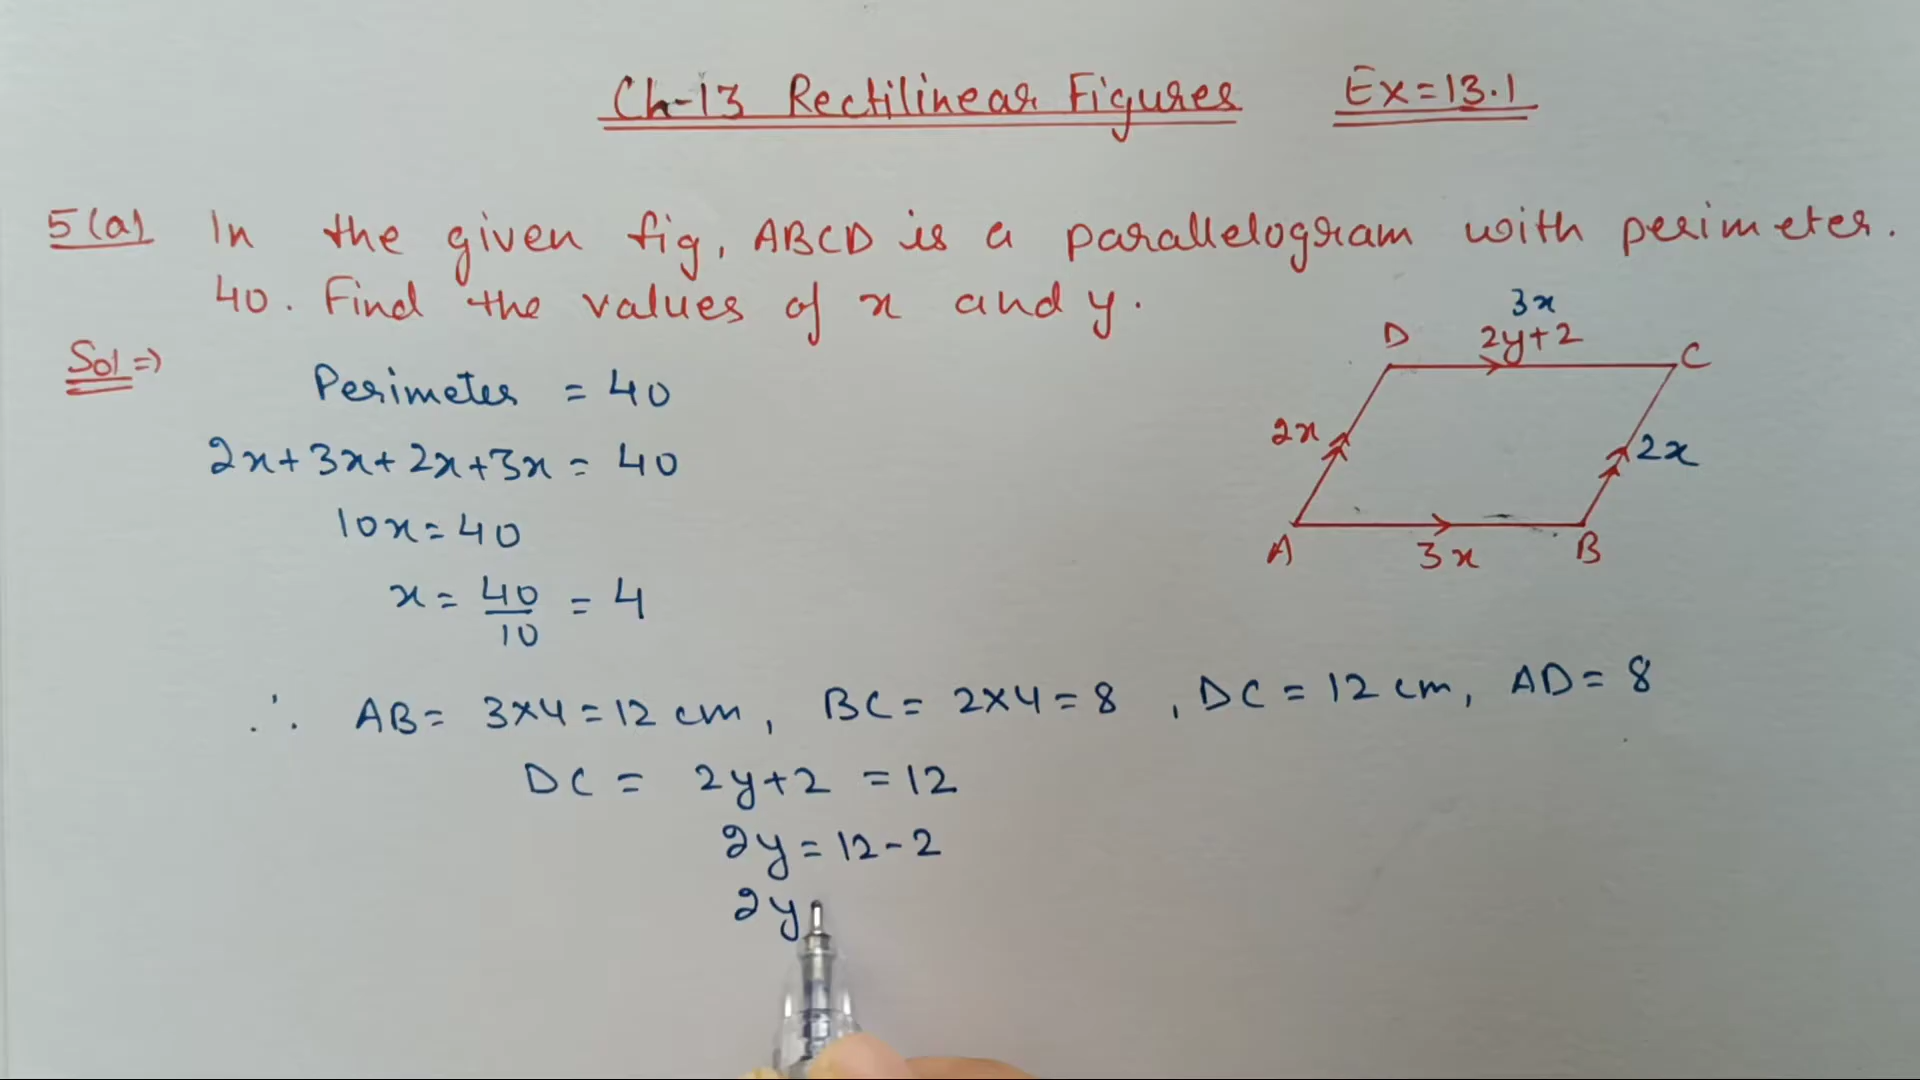 Ch-13 Rectilinear Figures Ex=13.1
5(a) In the given fig, ABCD is a parallelogram with perimeter.
40. Find the values of x and y.
3x
D 2y+2 C
2x 2x
A 3x B
Sol ⇒ Perimeter = 40
2x+3x+2x+3x = 40
10x = 40
x = 40/10 = 4
∴ AB = 3×4 = 12 cm, BC = 2×4 = 8 , DC = 12 cm, AD = 8
DC = 2y+2 = 12
2y = 12-2
2y